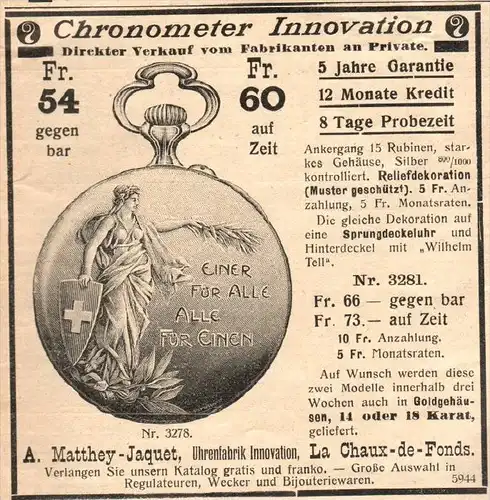 Chronometer Innovation
Direkter Verkauf vom Fabrikanten an Private.
Fr.
54
gegen
bar
Fr.
60
auf
Zeit
5 Jahre Garantie
12 Monate Kredit
8 Tage Probezeit
Ankergang 15 Rubinen, star-
kes Gehäuse, Silber 800/1000
kontrolliert. Reliefdekoration
(Muster geschützt). 5 Fr. An-
zahlung, 5 Fr. Monatsraten.
Die gleiche Dekoration auf
eine Sprungdeckeluhr und
Hinterdeckel mit „Wilhelm
Tell".
Nr. 3281.
Fr. 66 — gegen bar
Fr. 73.— auf Zeit
10 Fr. Anzahlung.
5 Fr. Monatsraten.
Auf Wunsch werden diese
zwei Modelle innerhalb drei
Wochen auch in Goldgehäu-
sen, 14 oder 18 Karat,
geliefert.
EINER
FÜR ALLE
ALLE
FÜR EINEN
Nr. 3278.
A. Matthey-Jaquet, Uhrenfabrik Innovation, La Chaux-de-Fonds.
Verlangen Sie unsern Katalog gratis und franko. — Große Auswahl in
Regulateuren, Wecker und Bijouteriewaren.
5944